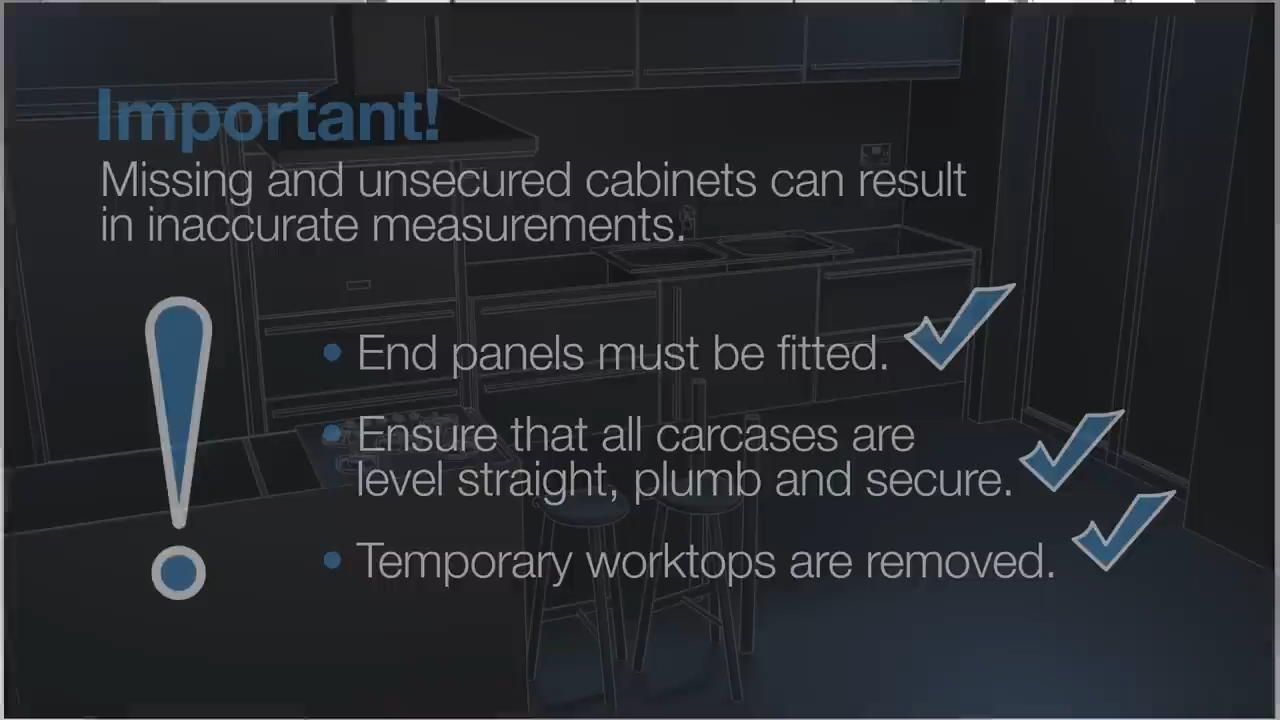 Important!
Missing and unsecured cabinets can result
in inaccurate measurements.
• End panels must be fitted.
• Ensure that all carcases are
level straight, plumb and secure.
• Temporary worktops are removed.